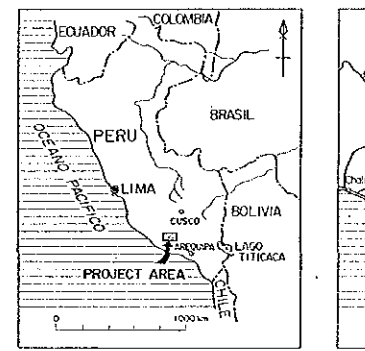 COLOMBIA
ECUADOR
BRASIL
PERU
OCEANO PACIFICO
LIMA
CUSCO
BOLIVIA
AREQUIPA
LAGO
TITICACA
PROJECT AREA
CHILE
0
1000 km